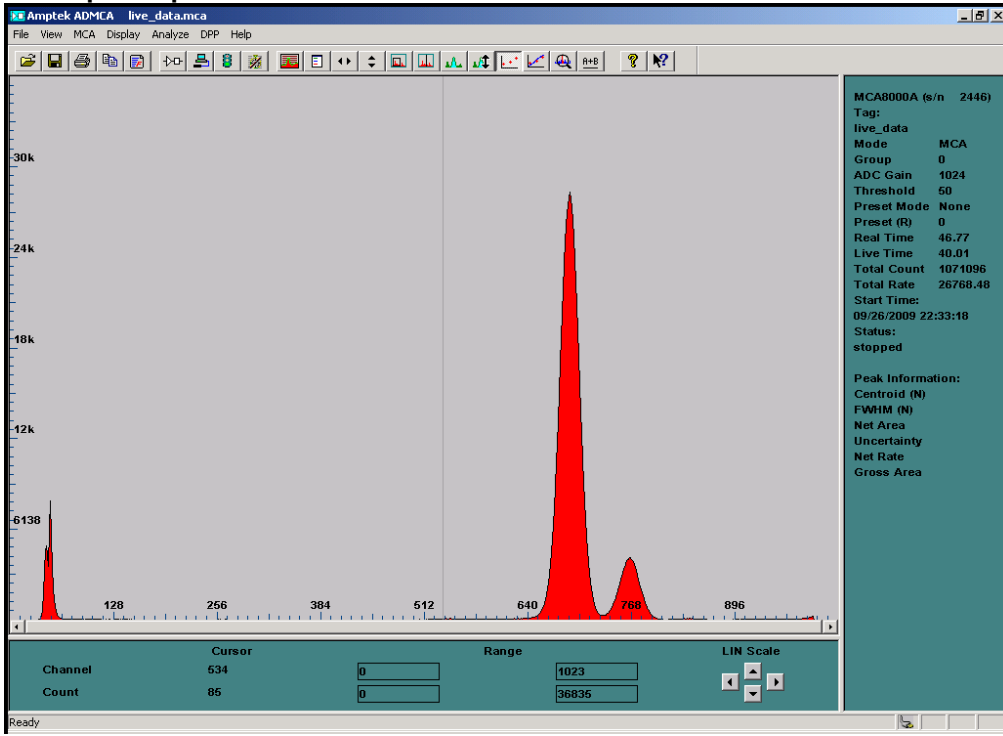 Amptek ADMCA live_data.mca
File View MCA Display Analyze DPP Help
A+B
30k
24k
18k
12k
6138
128 256 384 512 640 768 896
MCA8000A (s/n 2446)
Tag:
live_data
Mode MCA
Group 0
ADC Gain 1024
Threshold 50
Preset Mode None
Preset (R) 0
Real Time 46.77
Live Time 40.01
Total Count 1071096
Total Rate 26768.48
Start Time:
09/26/2009 22:33:18
Status:
stopped
Peak Information:
Centroid (N)
FWHM (N)
Net Area
Uncertainty
Net Rate
Gross Area
Cursor Range LIN Scale
Channel 534 0 1023
Count 85 0 36835
Ready